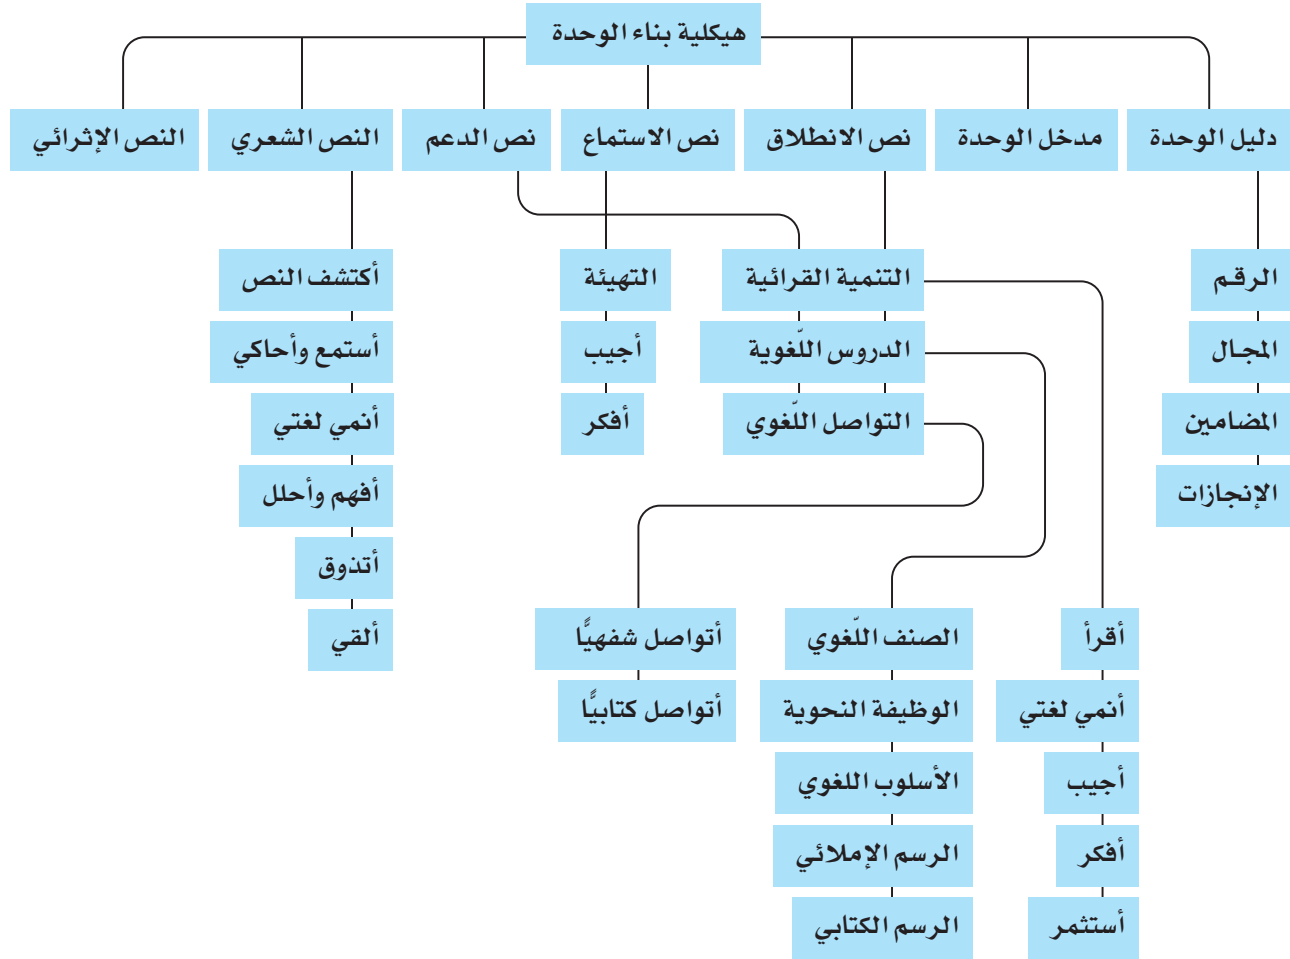 هيكلية بناء الوحدة
دليل الوحدة
مدخل الوحدة
نص الانطلاق
نص الاستماع
نص الدعم
النص الشعري
النص الإثرائي
الرقم
المجال
المضامين
الإنجازات
التنمية القرائية
الدروس اللّغوية
التواصل اللّغوي
التهيئة
أجيب
أفكر
أكتشف النص
أستمع وأحاكي
أنمي لغتي
أفهم وأحلل
أتذوق
ألقي
أقرأ
أنمي لغتي
أجيب
أفكر
أستثمر
الصنف اللّغوي
الوظيفة النحوية
الأسلوب اللغوي
الرسم الإملائي
الرسم الكتابي
أتواصل شفهيًّا
أتواصل كتابيًّا